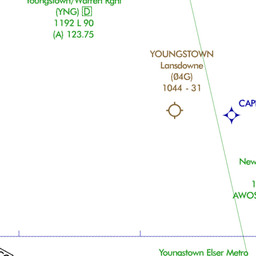 Youngstown/Warren Rgnl
(YNG) D
1192 L 90
(A) 123.75
YOUNGSTOWN
Lansdowne
(04G)
1044 - 31
CAP
New
1
AWOS
Youngstown Elser Metro